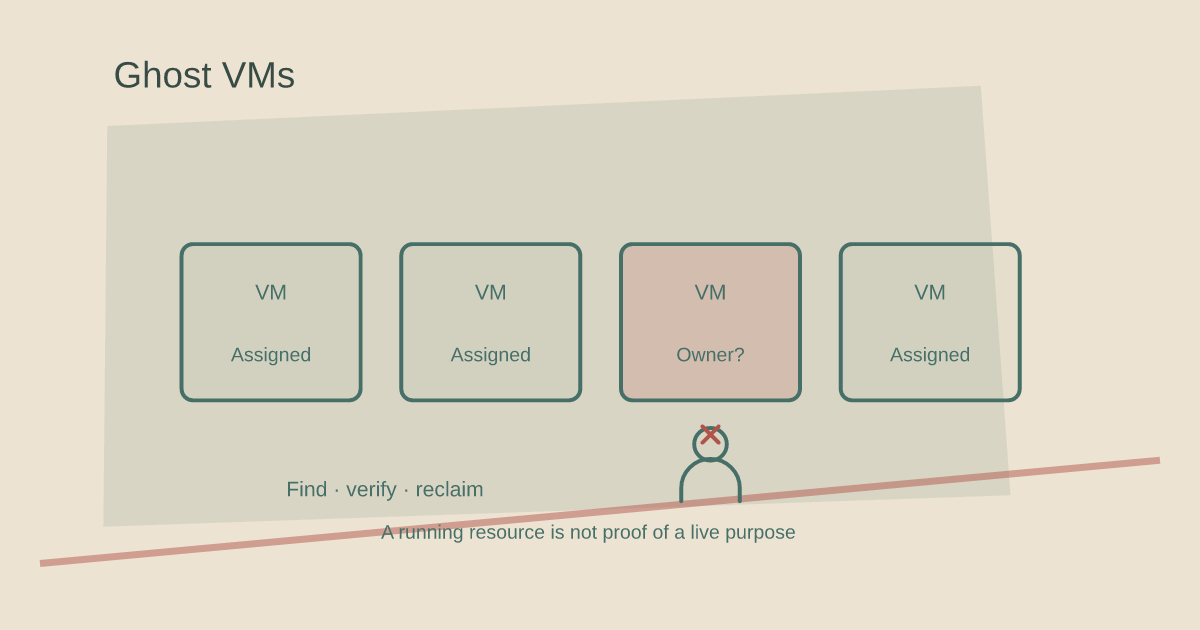 Ghost VMs
VM
Assigned
VM
Assigned
VM
Owner?
VM
Assigned
Find · verify · reclaim
A running resource is not proof of a live purpose